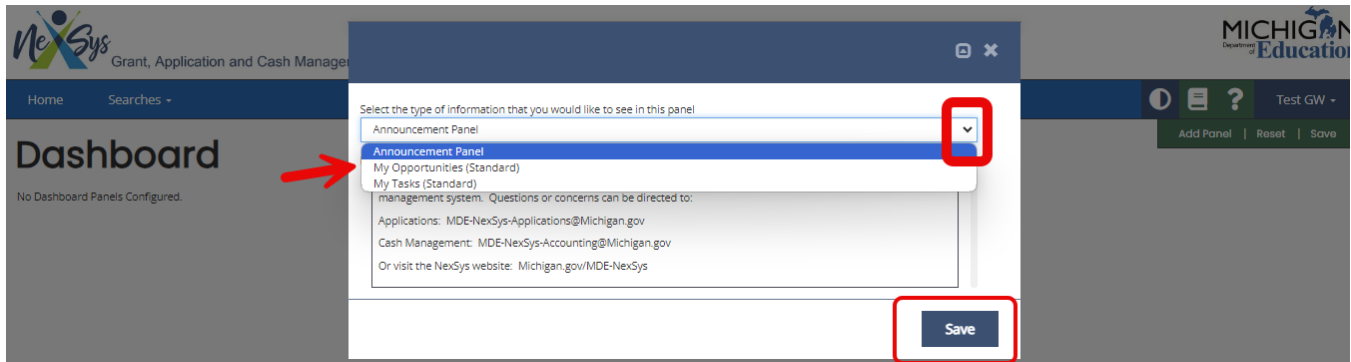 NexSys
Grant, Application and Cash Manage
MICHIGAN
Department of Education
Home Searches
Test GW
Add Panel | Reset | Save
Dashboard
No Dashboard Panels Configured.
Select the type of information that you would like to see in this panel
Announcement Panel
Announcement Panel
My Opportunities (Standard)
My Tasks (Standard)
management system. Questions or concerns can be directed to:
Applications: MDE-NexSys-Applications@Michigan.gov
Cash Management: MDE-NexSys-Accounting@Michigan.gov
Or visit the NexSys website: Michigan.gov/MDE-NexSys
Save